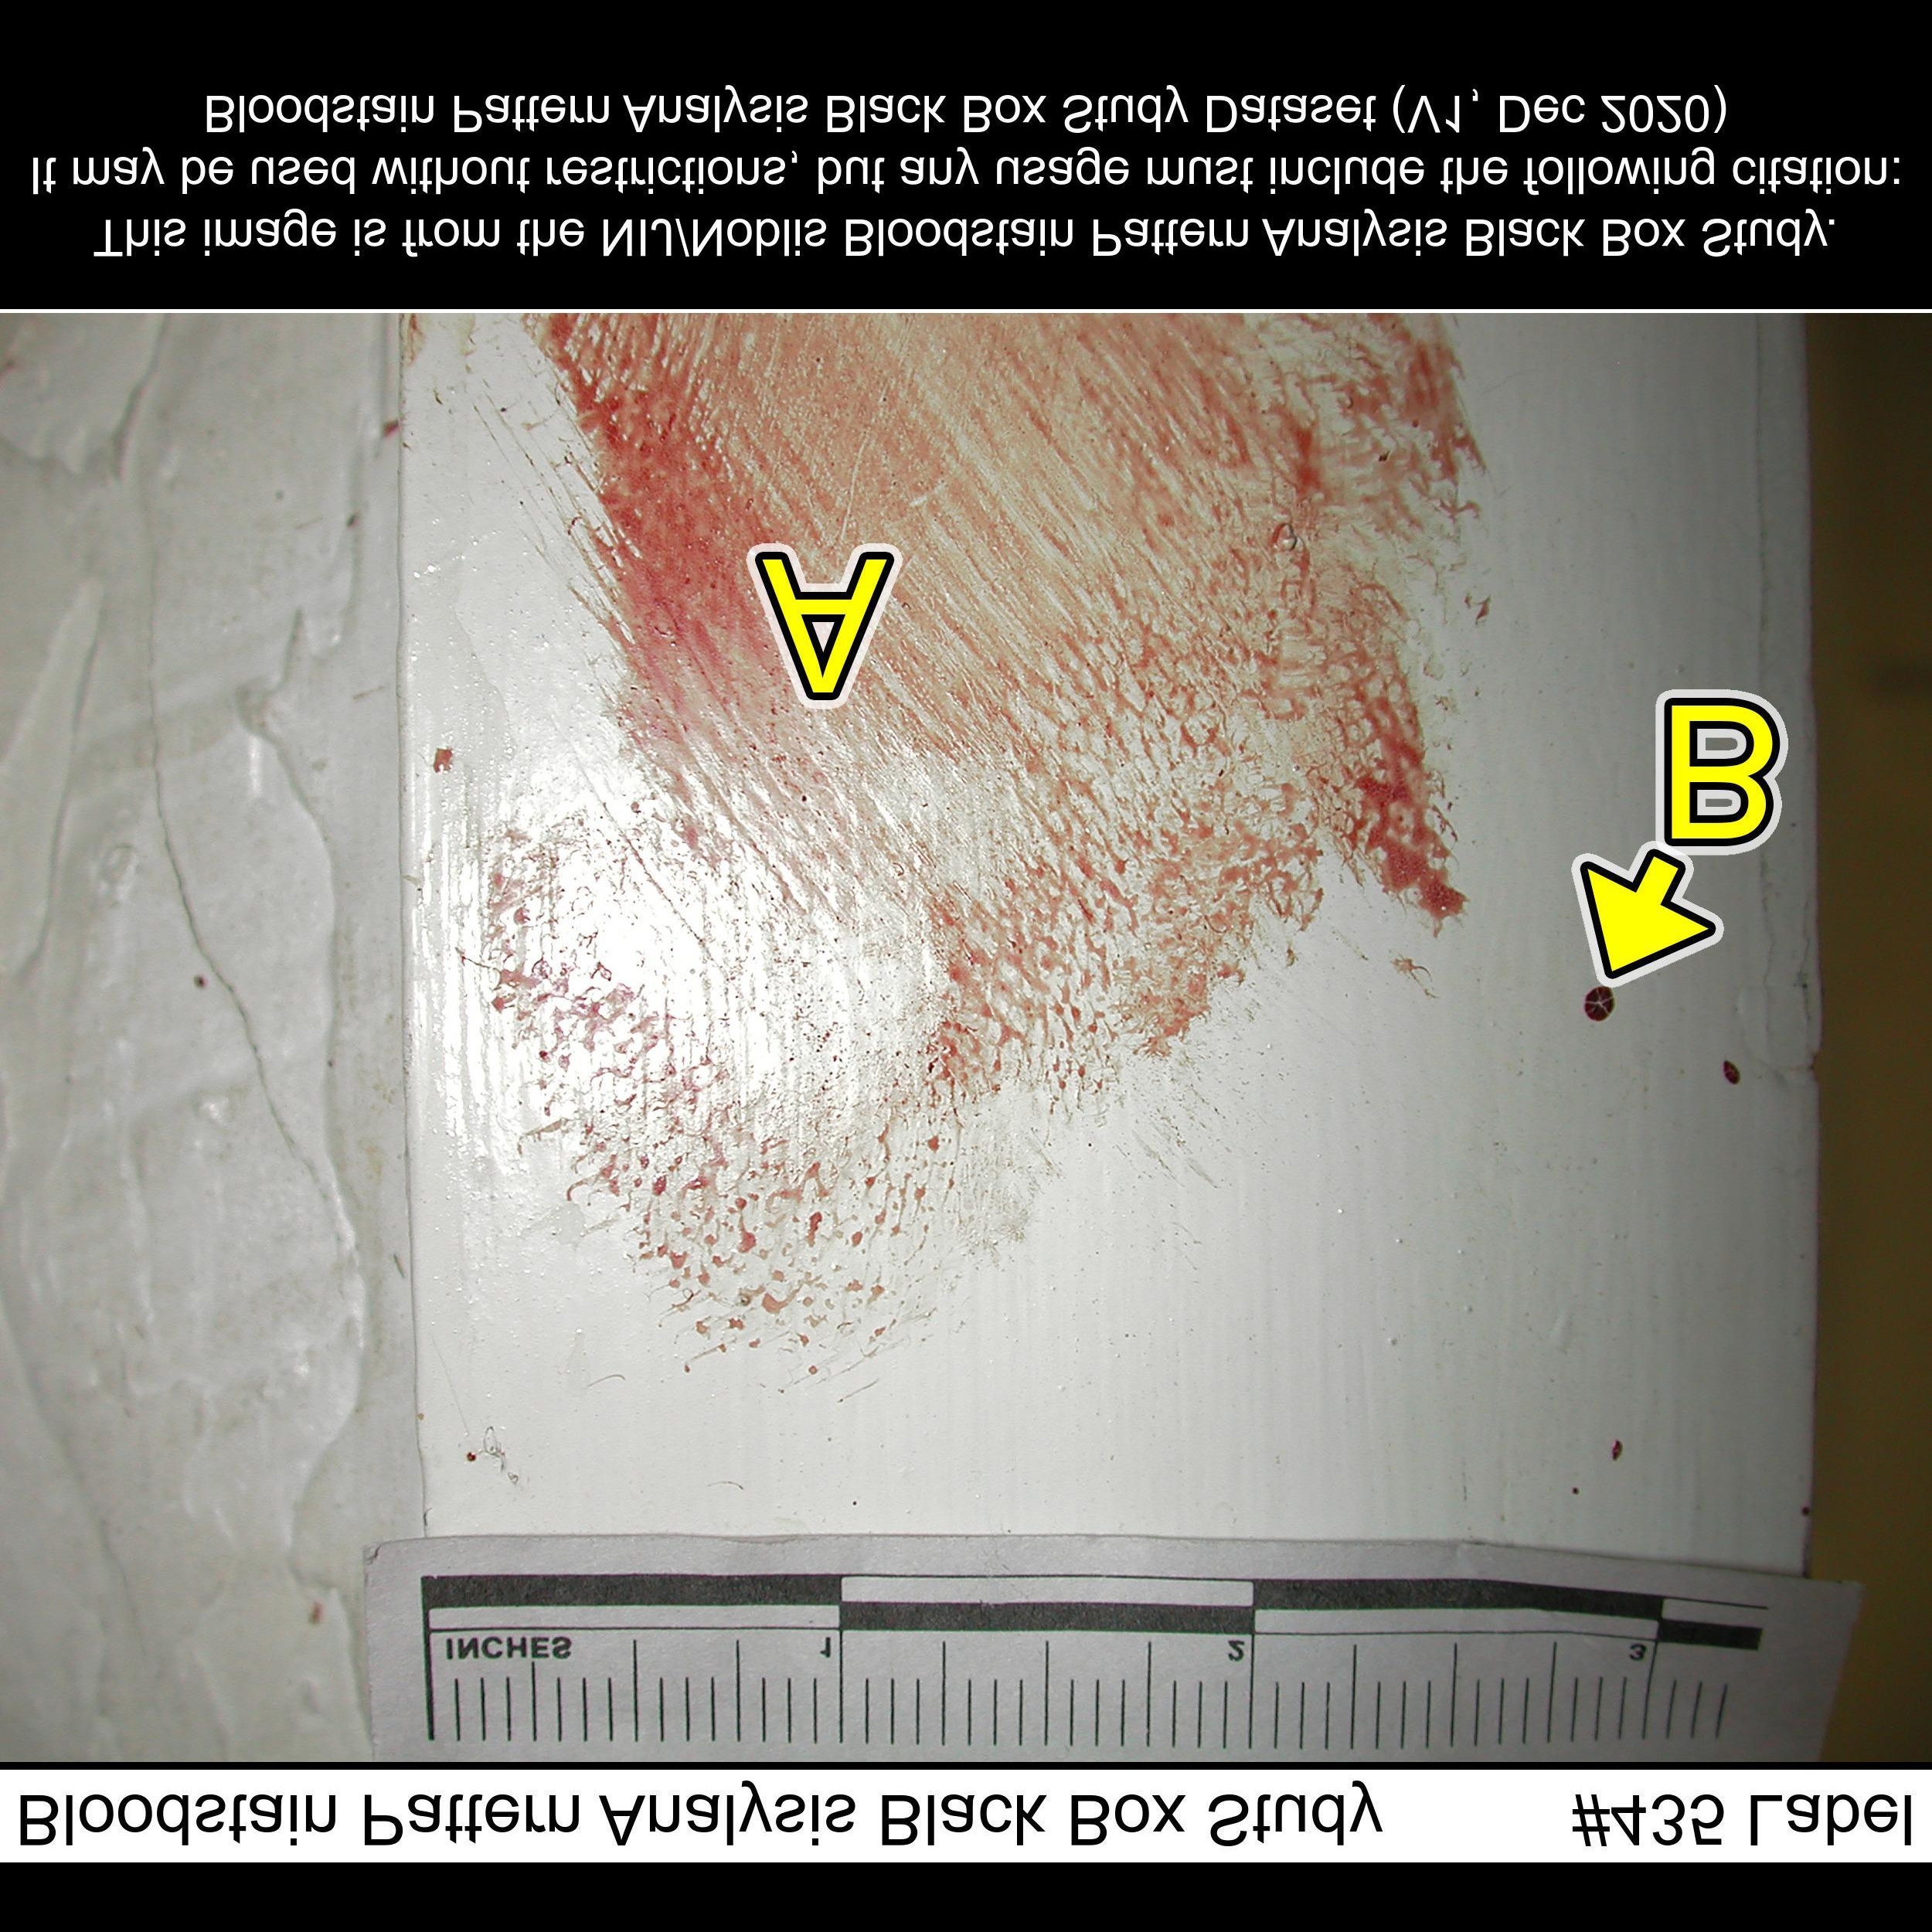 Bloodstain Pattern Analysis Black Box Study #435 Label
INCHES 1 2 3
B
A
This image is from the NIJ/Noblis Bloodstain Pattern Analysis Black Box Study.
It may be used without restrictions, but any usage must include the following citation:
Bloodstain Pattern Analysis Black Box Study Dataset (V1, Dec 2020)